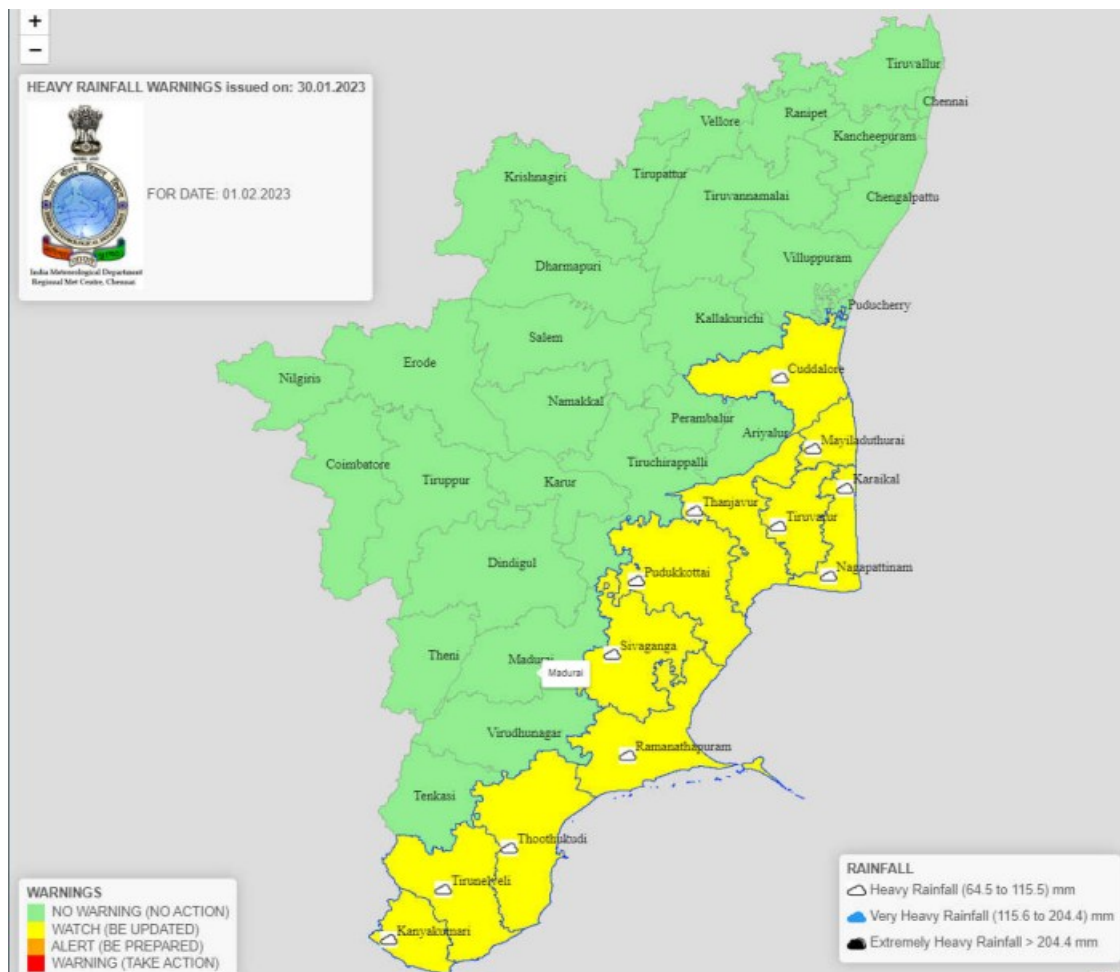 +
−
HEAVY RAINFALL WARNINGS issued on: 30.01.2023
FOR DATE: 01.02.2023
India Meteorological Department
Regional Met Centre, Chennai
Tiruvallur
Chennai
Ranipet
Vellore
Kancheepuram
Tirupattur
Krishnagiri
Tiruvannamalai
Chengalpattu
Villuppuram
Dharmapuri
Puducherry
Kallakurichi
Salem
Erode
Cuddalore
Nilgiris
Namakkal
Perambalur
Ariyalur
Mayiladuthurai
Tiruchirappalli
Coimbatore
Tiruppur
Karur
Karaikal
Thanjavur
Tiruvarur
Dindigul
Nagapattinam
Pudukkottai
Theni
Madurai
Sivaganga
Madurai
Virudhunagar
Ramanathapuram
Tenkasi
Thoothukudi
Tirunelveli
Kanyakumari
WARNINGS
NO WARNING (NO ACTION)
WATCH (BE UPDATED)
ALERT (BE PREPARED)
WARNING (TAKE ACTION)
RAINFALL
Heavy Rainfall (64.5 to 115.5) mm
Very Heavy Rainfall (115.6 to 204.4) mm
Extremely Heavy Rainfall > 204.4 mm